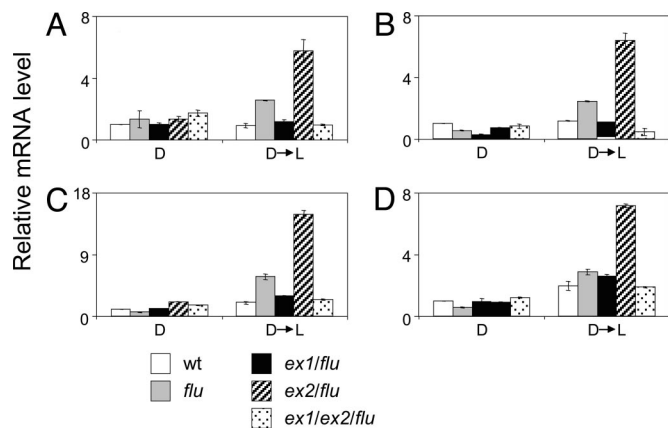 A
B
Relative mRNA level
8
4
0
D
D→L
8
4
0
D
D→L
C
D
18
9
0
D
D→L
8
4
0
D
D→L
wt
flu
ex1/flu
ex2/flu
ex1/ex2/flu